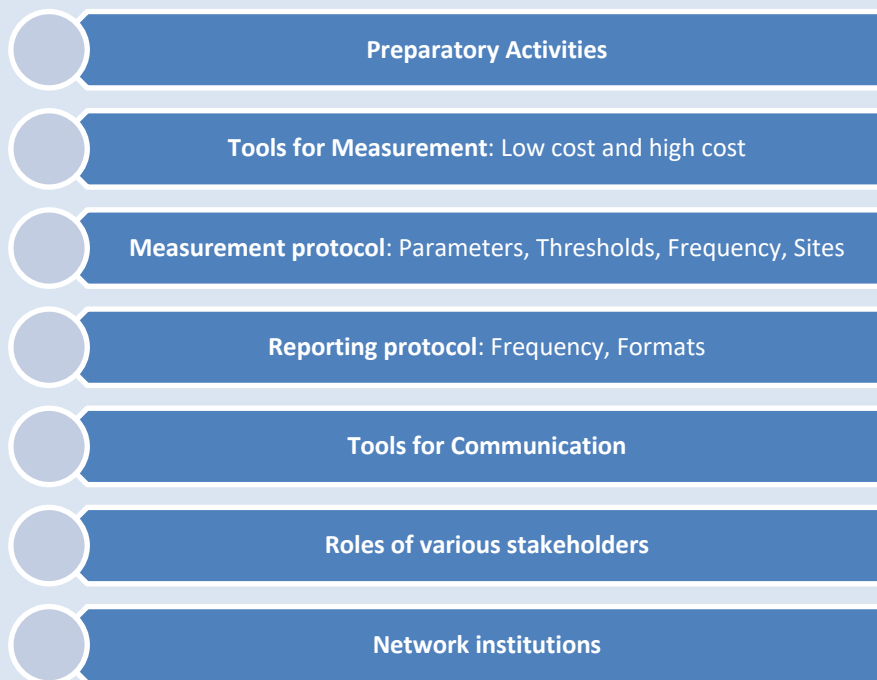 Preparatory Activities
Tools for Measurement: Low cost and high cost
Measurement protocol: Parameters, Thresholds, Frequency, Sites
Reporting protocol: Frequency, Formats
Tools for Communication
Roles of various stakeholders
Network institutions